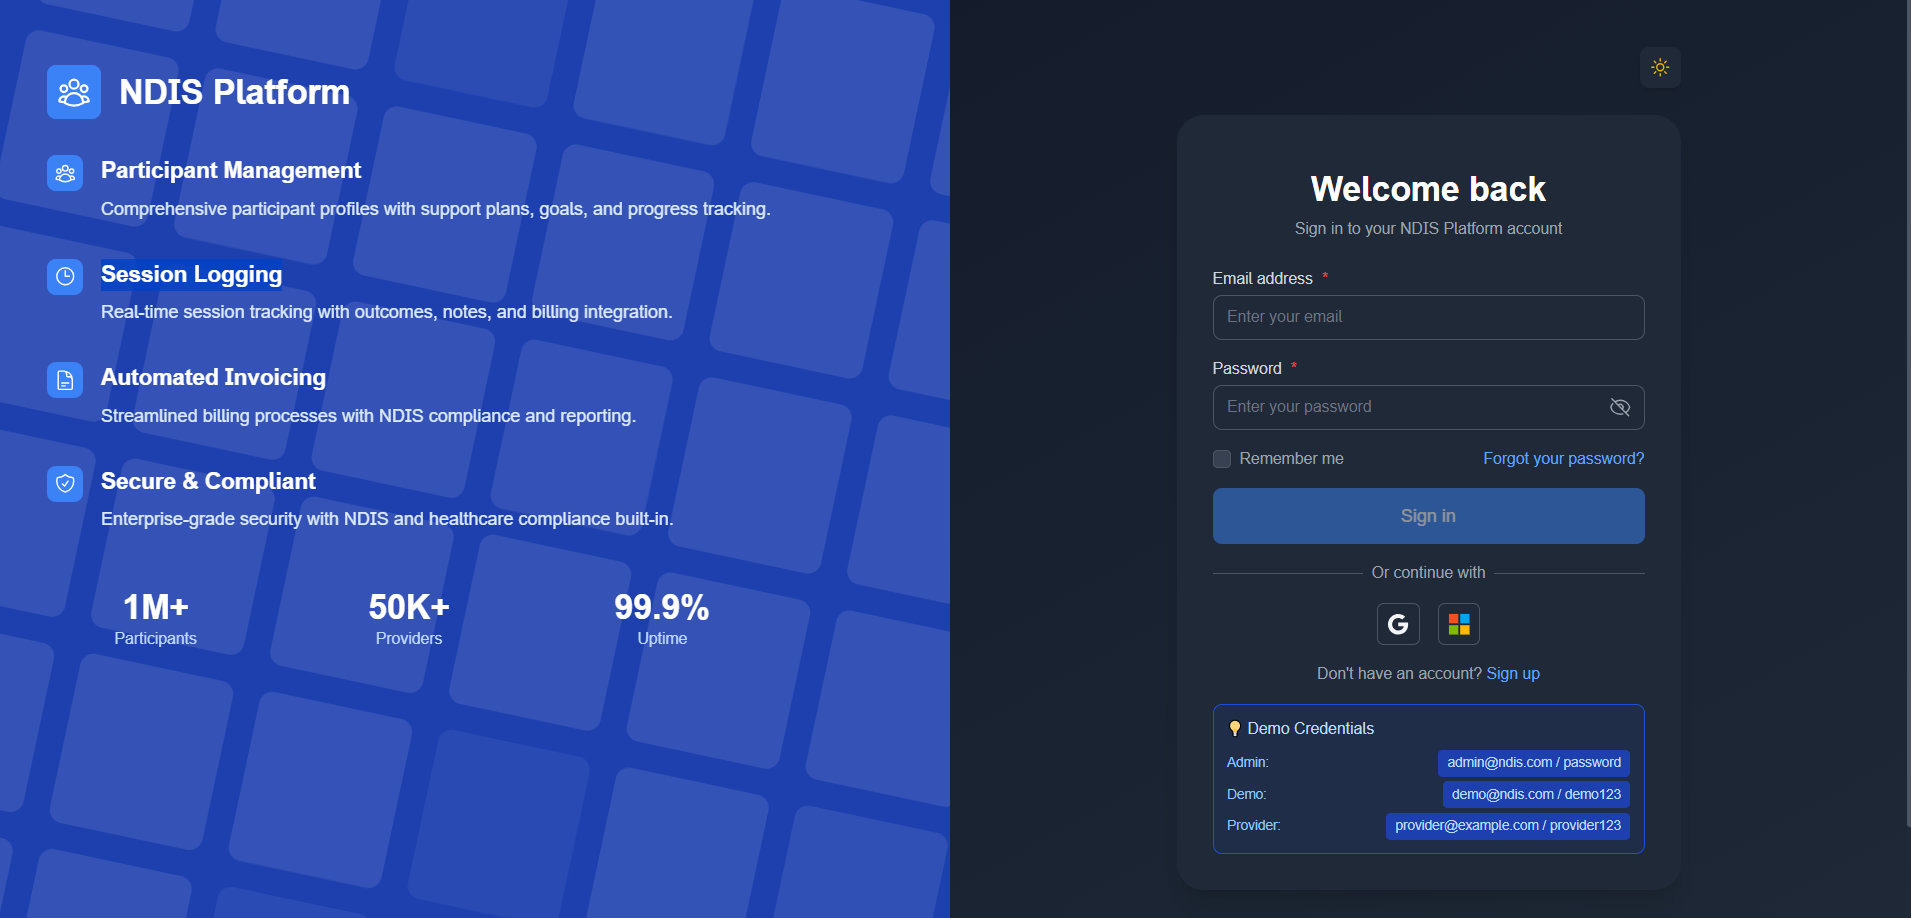 NDIS Platform
Participant Management
Comprehensive participant profiles with support plans, goals, and progress tracking.
Session Logging
Real-time session tracking with outcomes, notes, and billing integration.
Automated Invoicing
Streamlined billing processes with NDIS compliance and reporting.
Secure & Compliant
Enterprise-grade security with NDIS and healthcare compliance built-in.
1M+ 50K+ 99.9%
Participants Providers Uptime
Welcome back
Sign in to your NDIS Platform account
Email address *
Enter your email
Password *
Enter your password
Remember me Forgot your password?
Sign in
Or continue with
Don't have an account? Sign up
💡 Demo Credentials
Admin: admin@ndis.com / password
Demo: demo@ndis.com / demo123
Provider: provider@example.com / provider123